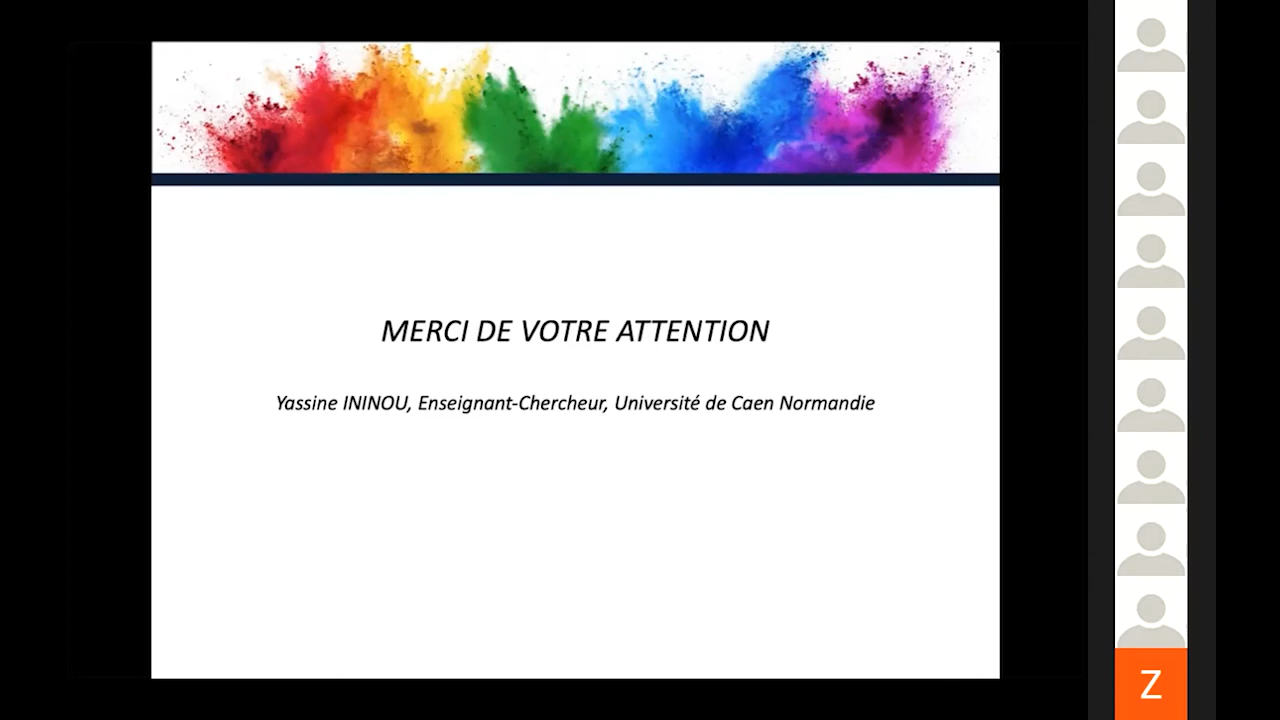 MERCI DE VOTRE ATTENTION
Yassine ININOU, Enseignant-Chercheur, Université de Caen Normandie
Z